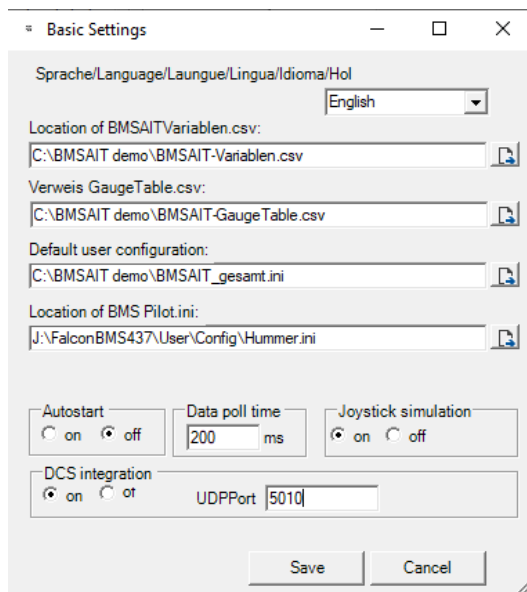 Basic Settings
Sprache/Language/Laungue/Lingua/Idioma/Hol
English
Location of BMSAITVariablen.csv:
C:\BMSAIT demo\BMSAIT-Variablen.csv
Verweis GaugeTable.csv:
C:\BMSAIT demo\BMSAIT-GaugeTable.csv
Default user configuration:
C:\BMSAIT demo\BMSAIT_gesamt.ini
Location of BMS Pilot.ini:
J:\FalconBMS437\User\Config\Hummer.ini
Autostart Data poll time Joystick simulation
on off 200 ms on off
DCS integration
on of UDPPort 5010
Save Cancel